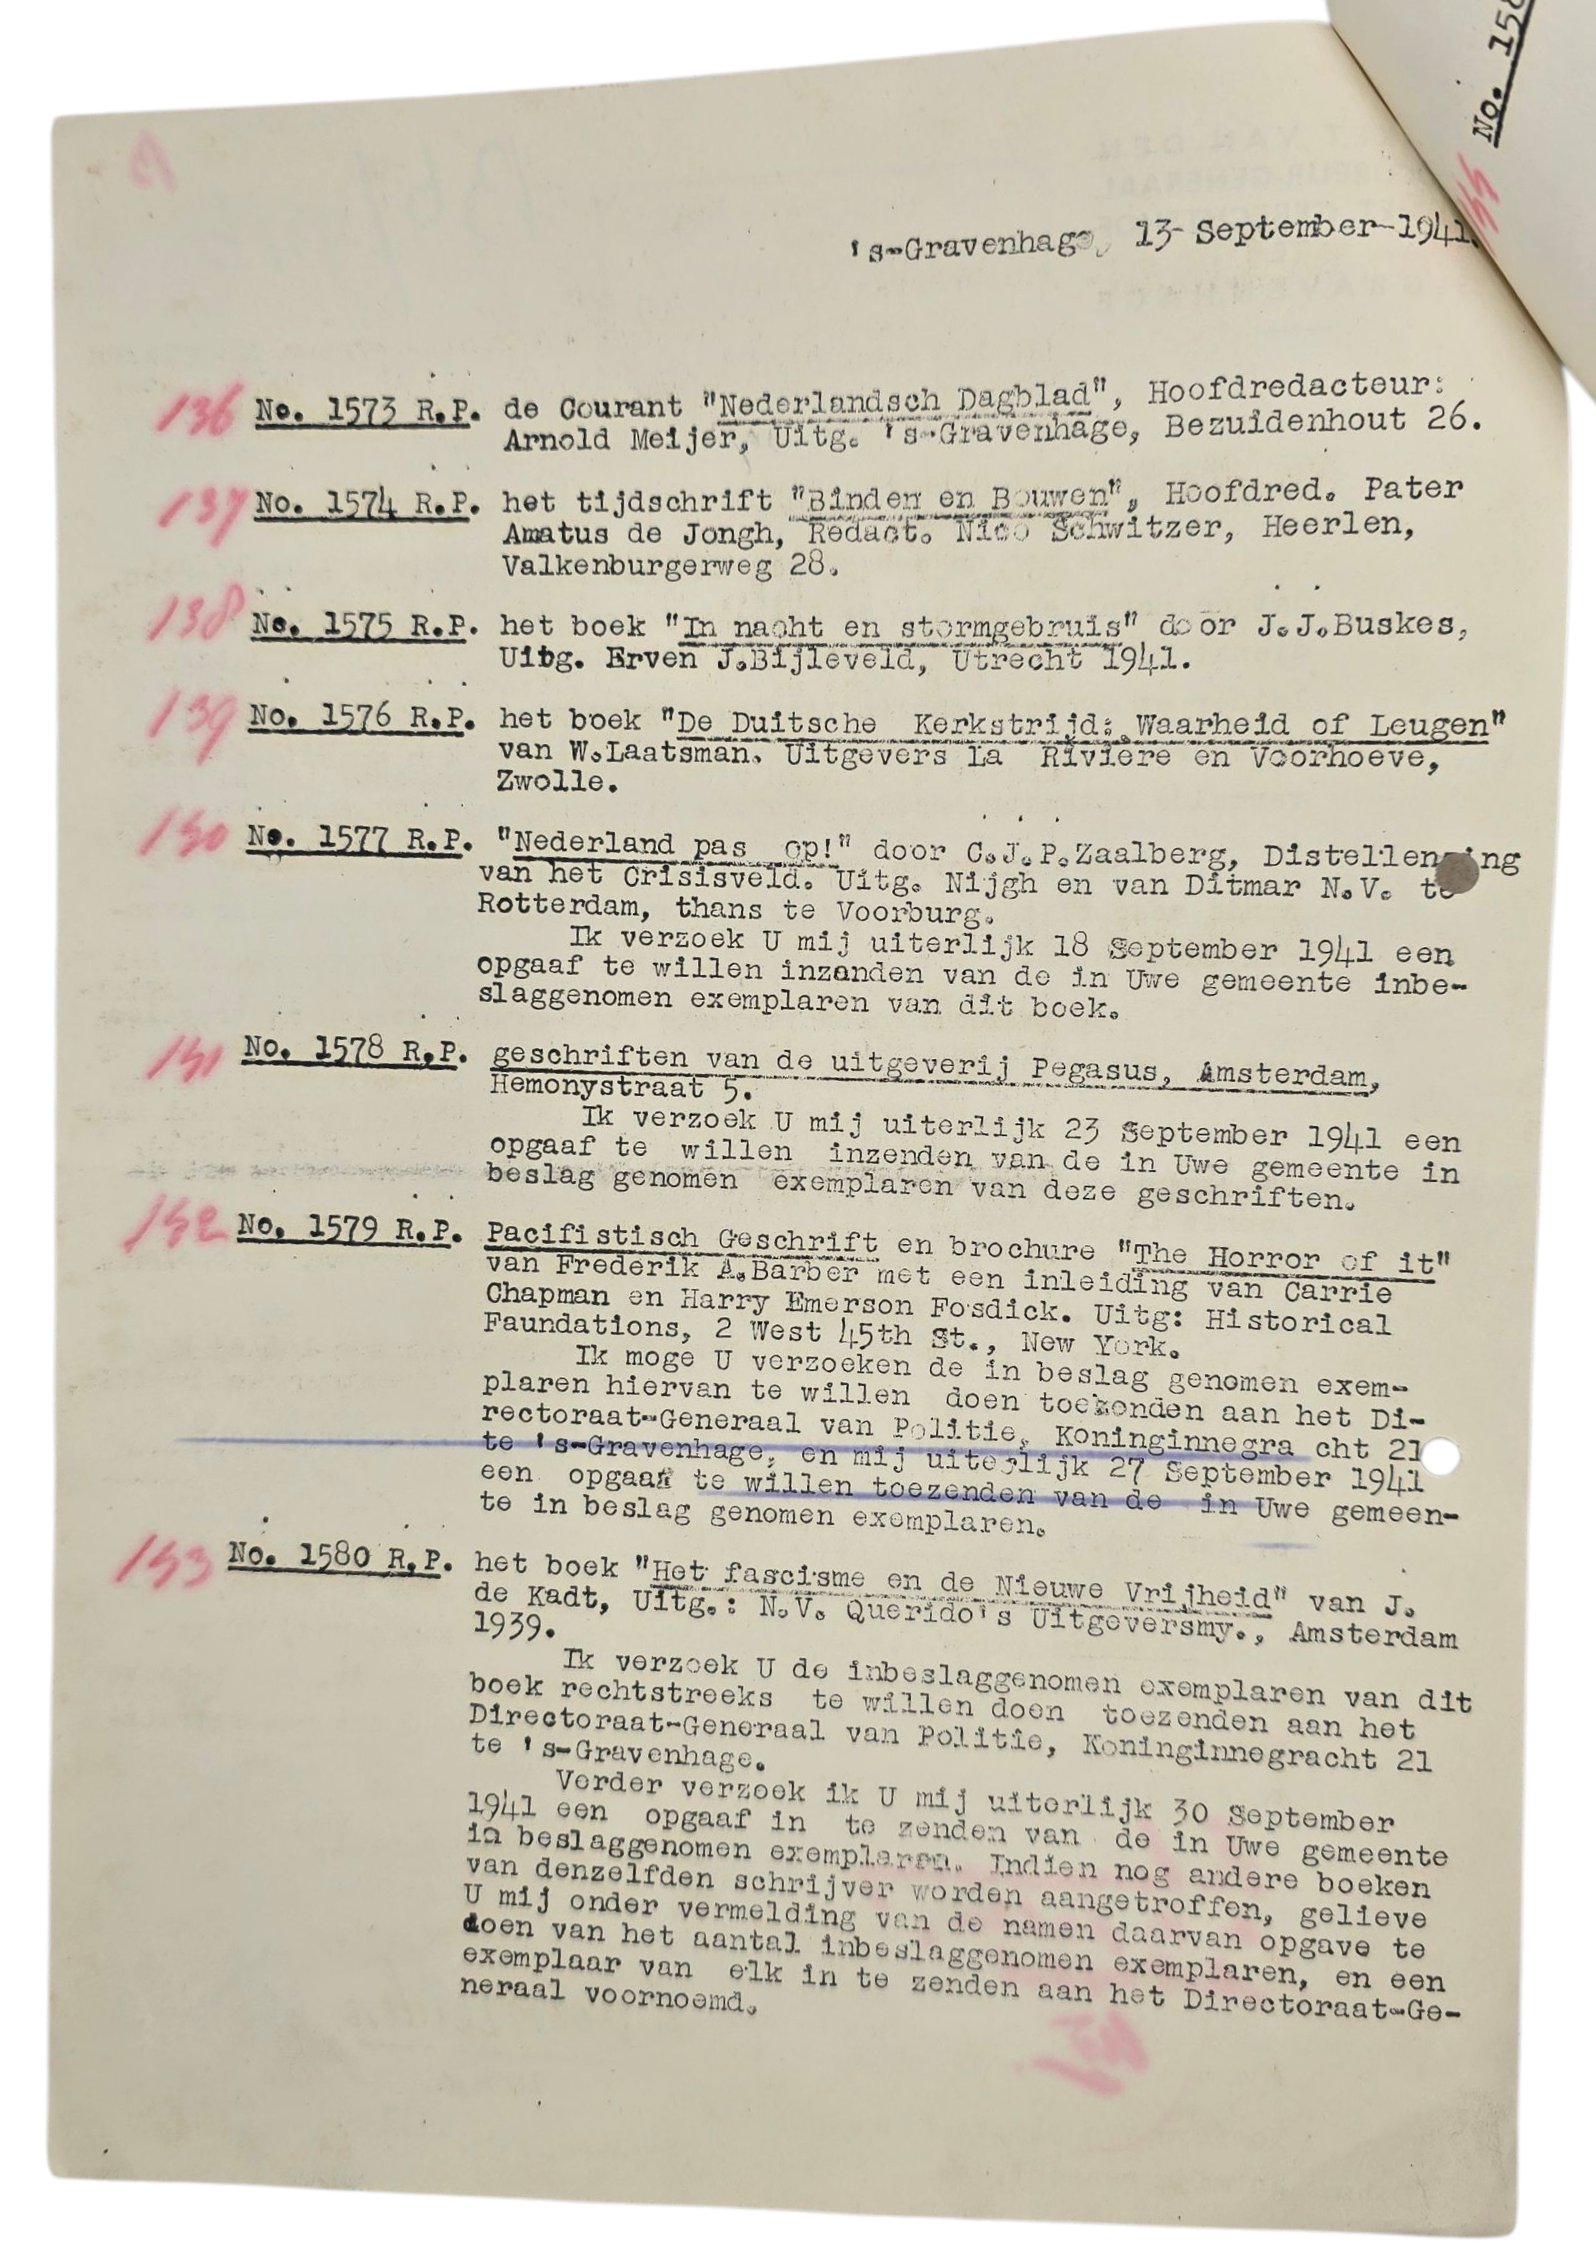 No. 158
's-Gravenhage, 13 September 1941.
136 No. 1573 R.P. de Courant "Nederlandsch Dagblad", Hoofdredacteur:
Arnold Meijer, Uitg. 's-Gravenhage, Bezuidenhout 26.
137 No. 1574 R.P. het tijdschrift "Binden en Bouwen", Hoofdred. Pater
Amatus de Jongh, Redact. Nico Schwitzer, Heerlen,
Valkenburgerweg 28.
138 No. 1575 R.P. het boek "In nacht en stormgebruis" door J.J.Buskes,
Uitg. Erven J.Bijleveld, Utrecht 1941.
139 No. 1576 R.P. het boek "De Duitsche Kerkstrijd: Waarheid of Leugen"
van W.Laatsman. Uitgevers La Riviere en Voorhoeve,
Zwolle.
No. 1577 R.P. "Nederland pas op!" door C.J.P.Zaalberg, Distellen
van het Crisisveld. Uitg. Nijgh en van Ditmar N.V. te
Rotterdam, thans te Voorburg.
Ik verzoek U mij uiterlijk 18 September 1941 een
opgaaf te willen inzanden van de in Uwe gemeente inbe-
slaggenomen exemplaren van dit boek.
No. 1578 R.P. geschriften van de uitgeverij Pegasus, Amsterdam,
Hemonystraat 5.
Ik verzoek U mij uiterlijk 23 September 1941 een
opgaaf te willen inzenden van de in Uwe gemeente in
beslag genomen exemplaren van deze geschriften.
No. 1579 R.P. Pacifistisch Geschrift en brochure "The Horror of it"
van Frederik A.Barber met een inleiding van Carrie
Chapman en Harry Emerson Fosdick. Uitg: Historical
Faundations, 2 West 45th St., New York.
Ik moge U verzoeken de in beslag genomen exem-
plaren hiervan te willen doen toezenden aan het Di-
rectoraat-Generaal van Politie, Koninginnegra cht 21
te 's-Gravenhage, en mij uiterlijk 27 September 1941
een opgaaf te willen toezenden van de in Uwe gemeen-
te in beslag genomen exemplaren.
No. 1580 R.P. het boek "Het fascisme en de Nieuwe Vrijheid" van J.
de Kadt, Uitg.: N.V. Querido's Uitgeversmy., Amsterdam
1939.
Ik verzoek U de inbeslaggenomen exemplaren van dit
boek rechtstreeks te willen doen toezenden aan het
Directoraat-Generaal van Politie, Koninginnegracht 21
te 's-Gravenhage.
Verder verzoek ik U mij uiterlijk 30 September
1941 een opgaaf in te zenden van de in Uwe gemeente
in beslaggenomen exemplaren. Indien nog andere boeken
van denzelfden schrijver worden aangetroffen, gelieve
U mij onder vermelding van de namen daarvan opgave te
doen van het aantal inbeslaggenomen exemplaren, en een
exemplaar van elk in te zenden aan het Directoraat-Ge-
neraal voornoemd.